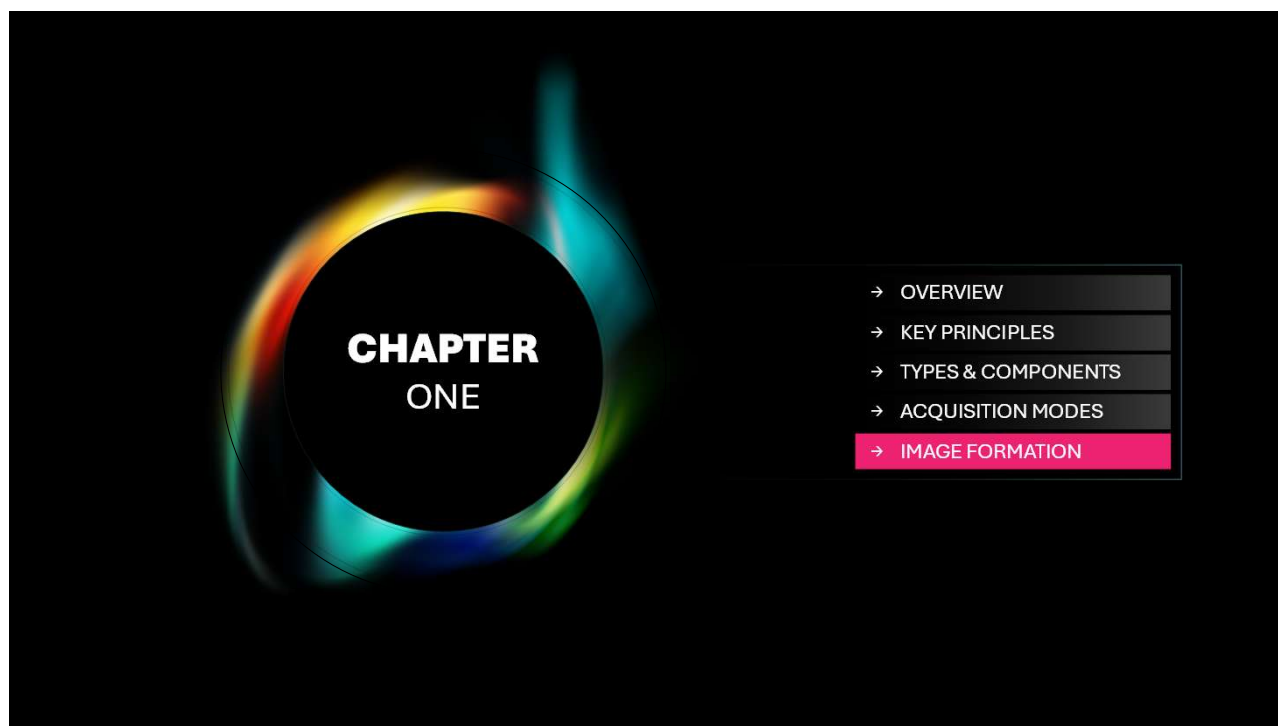 CHAPTER
ONE
→ OVERVIEW
→ KEY PRINCIPLES
→ TYPES & COMPONENTS
→ ACQUISITION MODES
→ IMAGE FORMATION